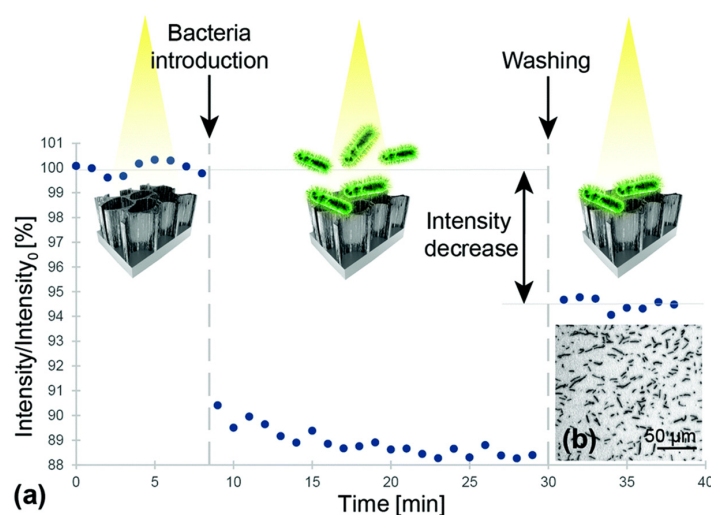 Bacteria
introduction
Washing
101
100
99
98
97
96
95
94
93
92
91
90
89
88
Intensity/Intensity0 [%]
Intensity
decrease
(b)
50 µm
0
5
10
15
20
25
30
35
40
(a)
Time [min]